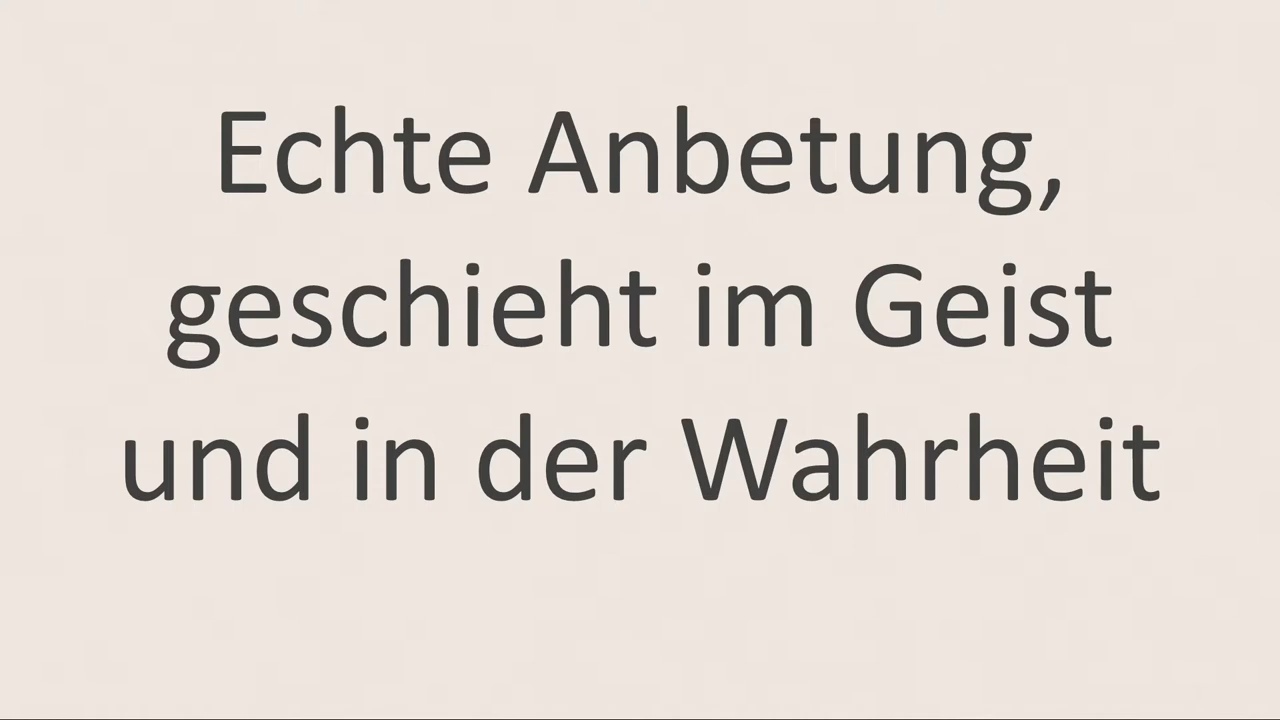 Echte Anbetung,
geschieht im Geist
und in der Wahrheit